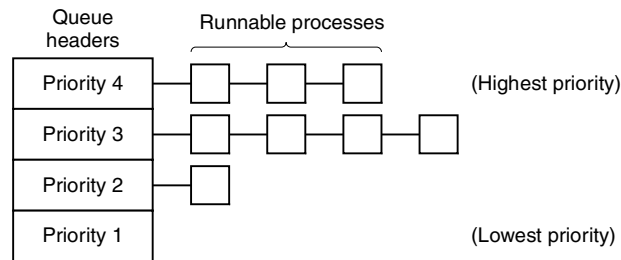 Queue
headers
Runnable processes
Priority 4
(Highest priority)
Priority 3
Priority 2
Priority 1
(Lowest priority)